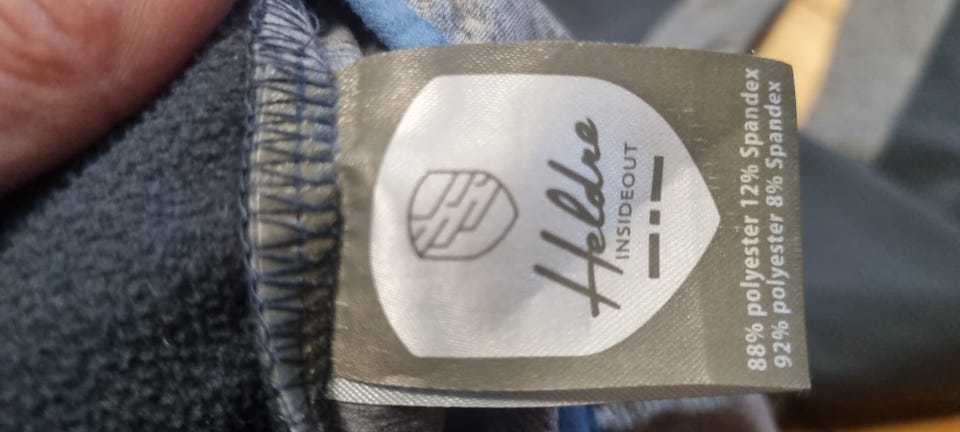 Heldre
INSIDEOUT
88% polyester 12% Spandex
92% polyester 8% Spandex